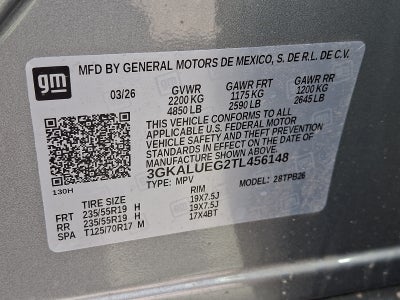 gm
MFD BY GENERAL MOTORS DE MEXICO, S. DE R.L. DE C.V.
03/26 GVWR GAWR FRT GAWR RR
2200 KG 1175 KG 1200 KG
4850 LB 2590 LB 2645 LB
THIS VEHICLE CONFORMS TO ALL
APPLICABLE U.S. FEDERAL MOTOR
VEHICLE SAFETY AND THEFT PREVENTION
STANDARDS IN EFFECT ON THE DATE OF
MANUFACTURE SHOWN ABOVE.
3GKALUEG2TL456148
130H TYPE: MPV MODEL: 2BTPB26
TIRE SIZE RIM
FRT 235/55R19 H 19X7.5J
RR 235/55R19 H 19X7.5J
SPA T125/70R17 M 17X4BT